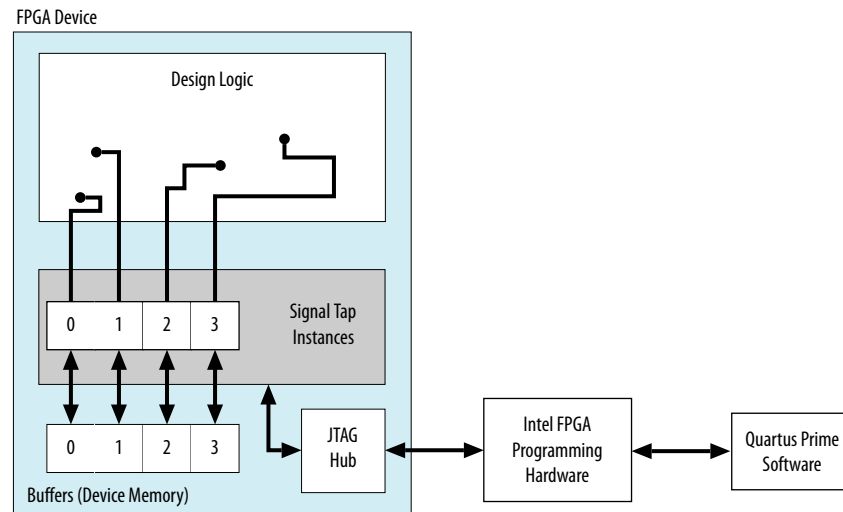 FPGA Device
Design Logic
0 1 2 3
Signal Tap
Instances
0 1 2 3
Buffers (Device Memory)
JTAG
Hub
Intel FPGA
Programming
Hardware
Quartus Prime
Software